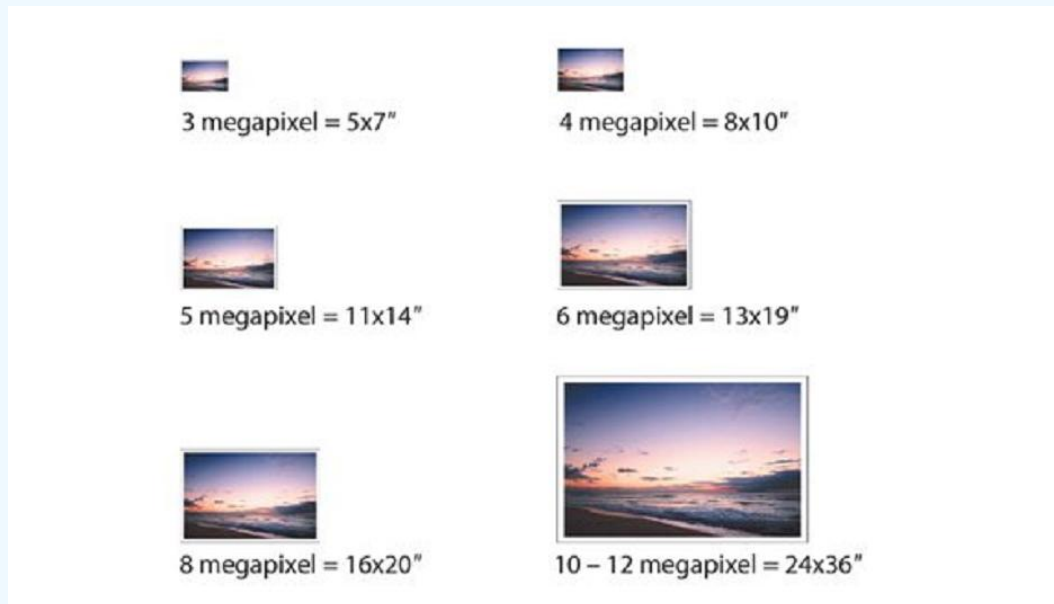 3 megapixel = 5x7"
4 megapixel = 8x10"
5 megapixel = 11x14"
6 megapixel = 13x19"
8 megapixel = 16x20"
10 – 12 megapixel = 24x36"